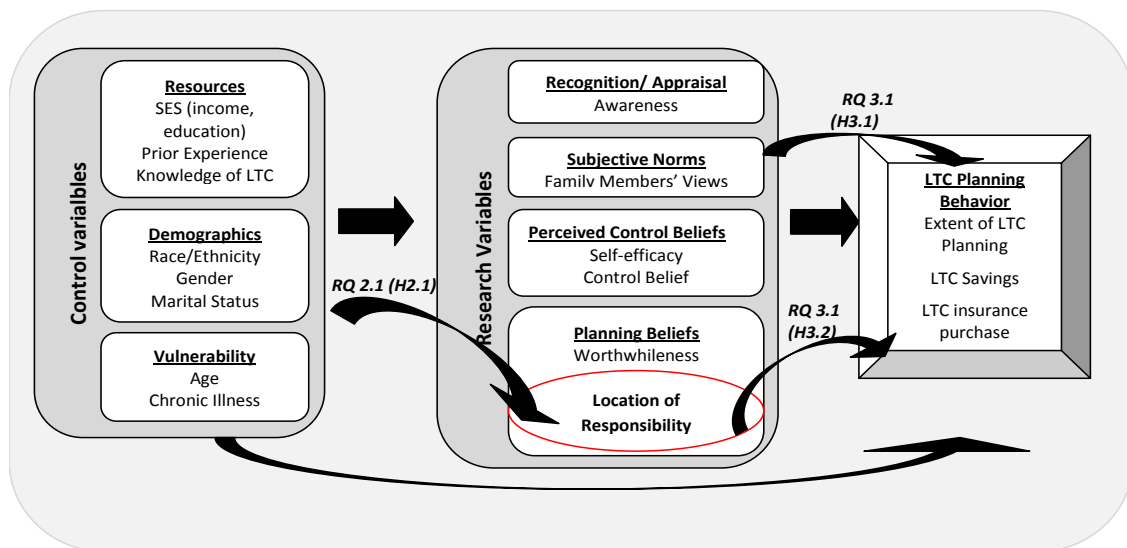 Control varialbles
Resources
SES (income,
education)
Prior Experience
Knowledge of LTC
Demographics
Race/Ethnicity
Gender
Marital Status
Vulnerability
Age
Chronic Illness
RQ 2.1 (H2.1)
Research Variables
Recognition/ Appraisal
Awareness
Subjective Norms
Family Members' Views
Perceived Control Beliefs
Self-efficacy
Control Belief
Planning Beliefs
Worthwhileness
Location of
Responsibility
RQ 3.1
(H3.1)
RQ 3.1
(H3.2)
LTC Planning
Behavior
Extent of LTC
Planning
LTC Savings
LTC insurance
purchase